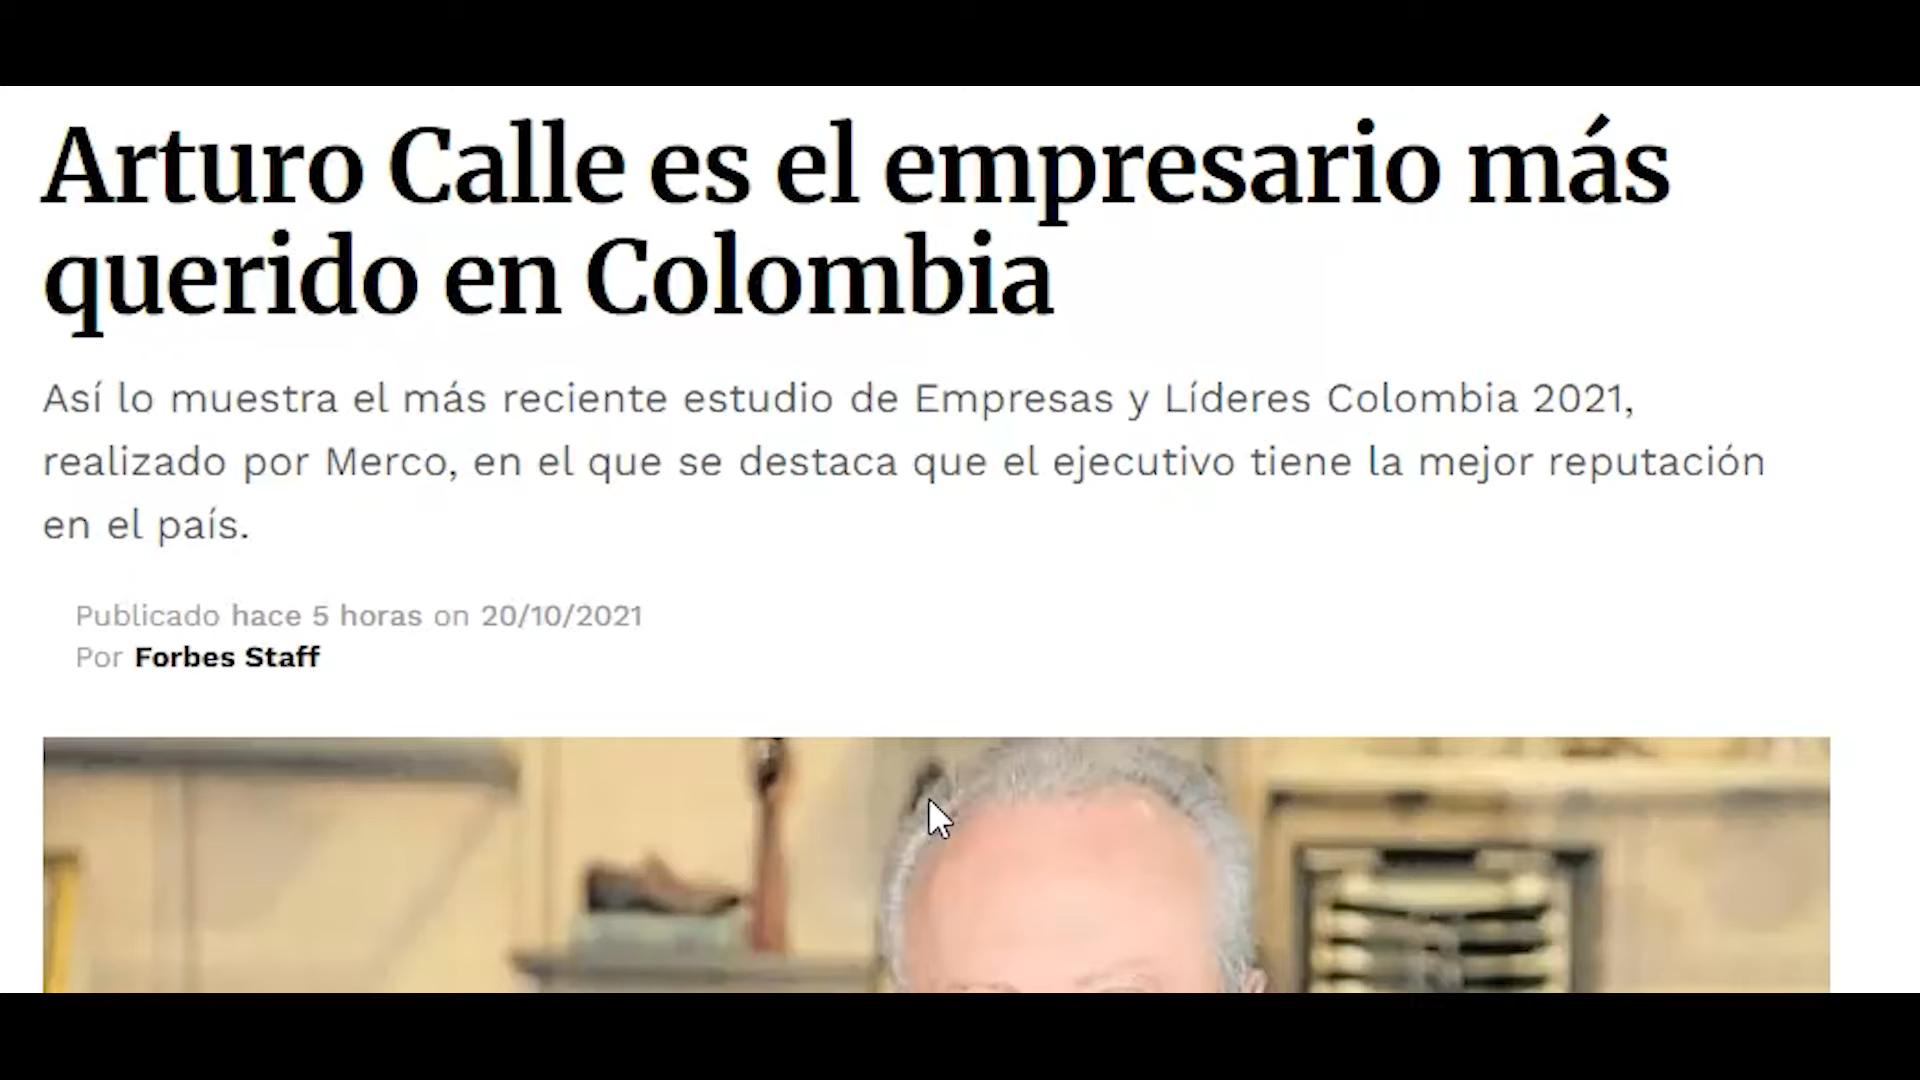 Arturo Calle es el empresario más
querido en Colombia
Así lo muestra el más reciente estudio de Empresas y Líderes Colombia 2021,
realizado por Merco, en el que se destaca que el ejecutivo tiene la mejor reputación
en el país.
Publicado hace 5 horas on 20/10/2021
Por Forbes Staff